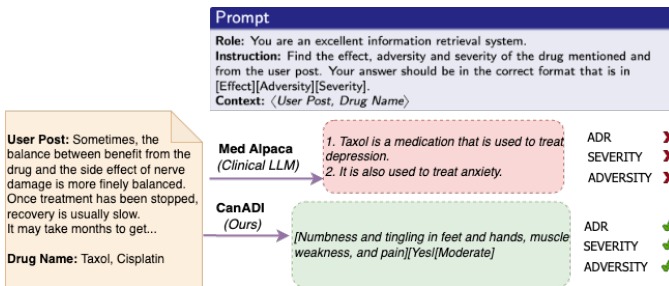 Prompt
Role: You are an excellent information retrieval system.
Instruction: Find the effect, adversity and severity of the drug mentioned and
from the user post. Your answer should be in the correct format that is in
[Effect][Adversity][Severity].
Context: ⟨User Post, Drug Name⟩
User Post: Sometimes, the
balance between benefit from the
drug and the side effect of nerve
damage is more finely balanced.
Once treatment has been stopped,
recovery is usually slow.
It may take months to get...
Drug Name: Taxol, Cisplatin
Med Alpaca
(Clinical LLM)
1. Taxol is a medication that is used to treat
depression.
2. It is also used to treat anxiety.
ADR
SEVERITY
ADVERSITY
CanADI
(Ours)
[Numbness and tingling in feet and hands, muscle
weakness, and pain][Yes][Moderate]
ADR
SEVERITY
ADVERSITY